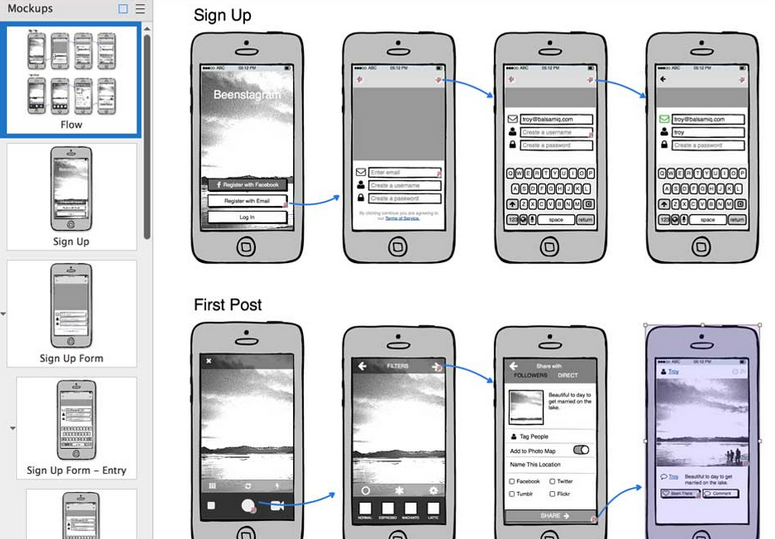 Mockups
Flow
Sign Up
Sign Up Form
Sign Up Form – Entry
Sign Up
ABC 05:12 PM
Beenstagram
Register with Facebook
Register with Email
Log In
ABC 05:12 PM
Enter email
Create a username
Create a password
By clicking continue you are agreeing to
our Terms of Service.
ABC 05:12 PM
troy@balsamiq.com
Create a username
Create a password
Q W E R T Y U I O P
A S D F G H J K L
Z X C V B N M
123 space return
ABC 05:12 PM
troy@balsamiq.com
troy
Create a password
Q W E R T Y U I O P
A S D F G H J K L
Z X C V B N M
123 space return
First Post
FILTERS
NORMAL ESPRESSO MACHIATO LATTE
Share with
FOLLOWERS DIRECT
Beautiful to day to
get married on the
lake.
Tag People
Add to Photo Map
Name This Location
Facebook Twitter
Tumblr Flickr
SHARE
ABC 05:12 PM
Troy
Troy Beautiful to day to get
married on the lake.
Been There Comment